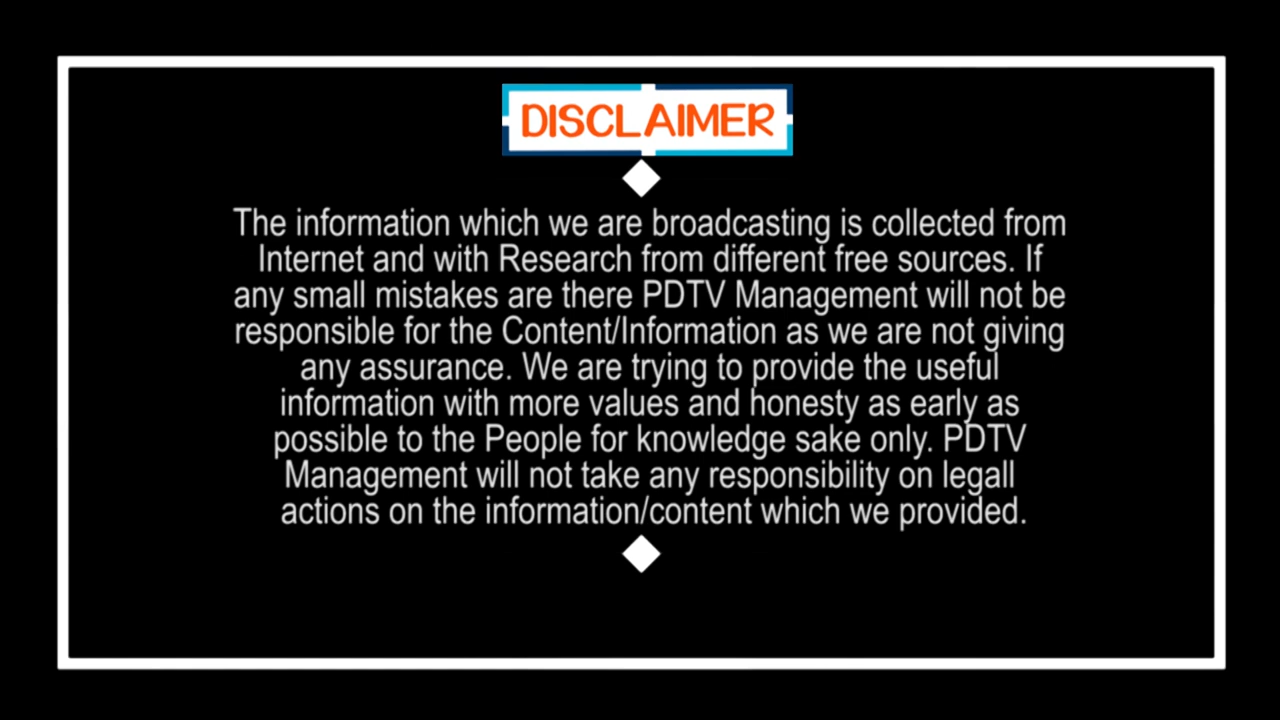 DISCLAIMER
The information which we are broadcasting is collected from
Internet and with Research from different free sources. If
any small mistakes are there PDTV Management will not be
responsible for the Content/Information as we are not giving
any assurance. We are trying to provide the useful
information with more values and honesty as early as
possible to the People for knowledge sake only. PDTV
Management will not take any responsibility on legall
actions on the information/content which we provided.